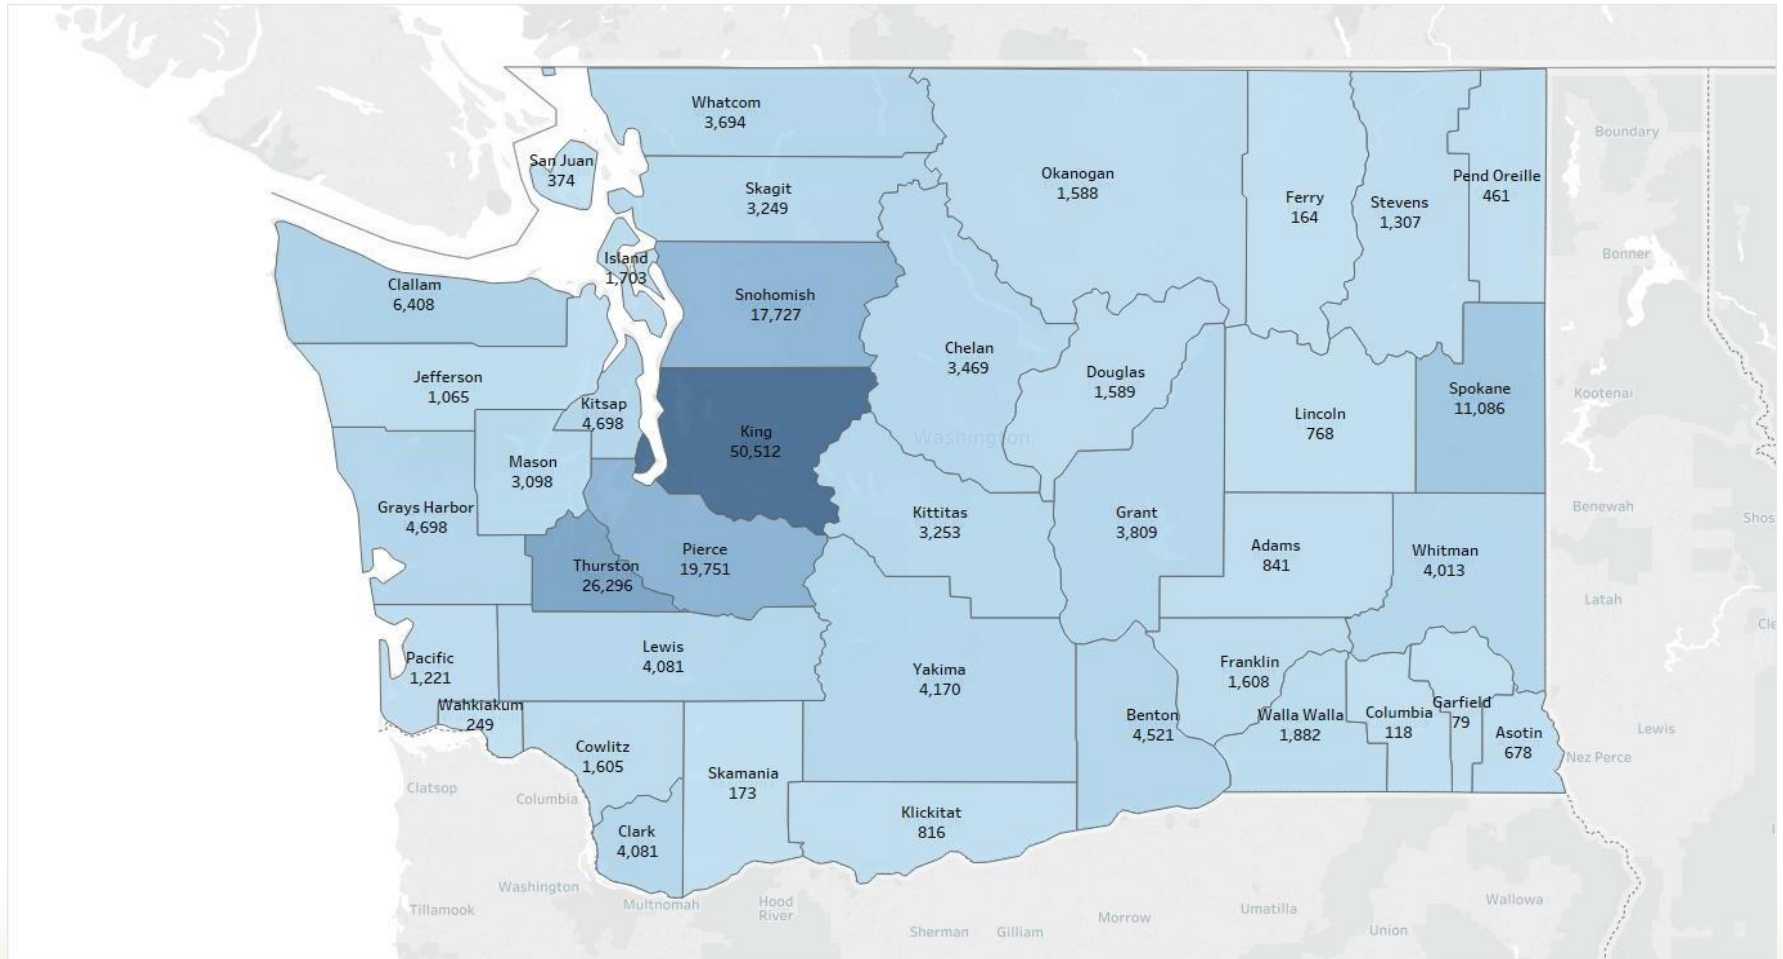 Whatcom
3,694
San Juan
374
Skagit
3,249
Okanogan
1,588
Ferry
164
Stevens
1,307
Pend Oreille
461
Boundary
Bonner
Island
1,703
Clallam
6,408
Snohomish
17,727
Chelan
3,469
Douglas
1,589
Jefferson
1,065
Kitsap
4,698
King
50,512
Washington
Lincoln
768
Spokane
11,086
Kootenai
Mason
3,098
Grays Harbor
4,698
Kittitas
3,253
Grant
3,809
Adams
841
Whitman
4,013
Benewah
Shos
Thurston
26,296
Pierce
19,751
Latah
Cle
Pacific
1,221
Lewis
4,081
Yakima
4,170
Franklin
1,608
Wahkiakum
249
Benton
4,521
Walla Walla
1,882
Columbia
118
Garfield
79
Asotin
678
Lewis
Nez Perce
Cowlitz
1,605
Skamania
173
Klickitat
816
Clark
4,081
Clatsop
Columbia
Washington
Tillamook
Multnomah
Hood
River
Sherman
Gilliam
Morrow
Umatilla
Union
Wallowa